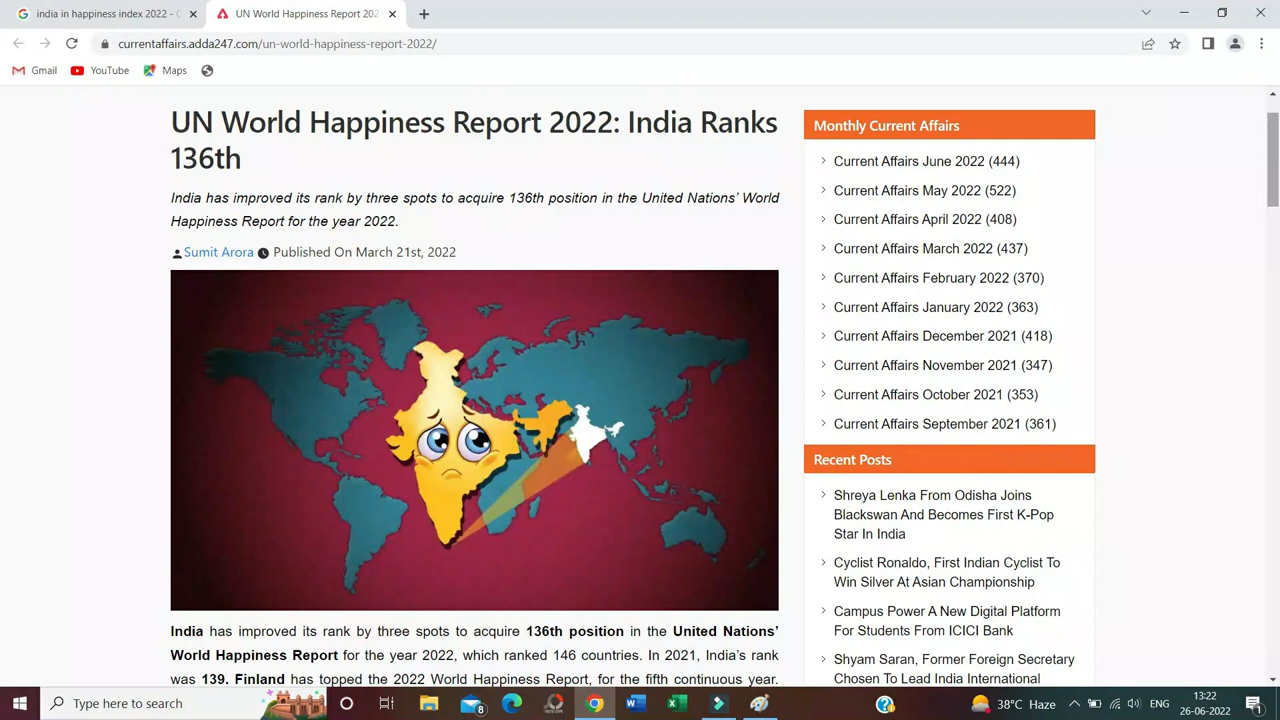 india in happiness index 2022 -
UN World Happiness Report 202
currentaffairs.adda247.com/un-world-happiness-report-2022/
Gmail
YouTube
Maps
UN World Happiness Report 2022: India Ranks
136th
India has improved its rank by three spots to acquire 136th position in the United Nations’ World
Happiness Report for the year 2022.
Sumit Arora Published On March 21st, 2022
India has improved its rank by three spots to acquire 136th position in the United Nations’
World Happiness Report for the year 2022, which ranked 146 countries. In 2021, India’s rank
was 139. Finland has topped the 2022 World Happiness Report, for the fifth continuous year.
Monthly Current Affairs
Current Affairs June 2022 (444)
Current Affairs May 2022 (522)
Current Affairs April 2022 (408)
Current Affairs March 2022 (437)
Current Affairs February 2022 (370)
Current Affairs January 2022 (363)
Current Affairs December 2021 (418)
Current Affairs November 2021 (347)
Current Affairs October 2021 (353)
Current Affairs September 2021 (361)
Recent Posts
Shreya Lenka From Odisha Joins
Blackswan And Becomes First K-Pop
Star In India
Cyclist Ronaldo, First Indian Cyclist To
Win Silver At Asian Championship
Campus Power A New Digital Platform
For Students From ICICI Bank
Shyam Saran, Former Foreign Secretary
Chosen To Lead India International
Type here to search
8
38°C Haze
ENG
13:22
26-06-2022
1